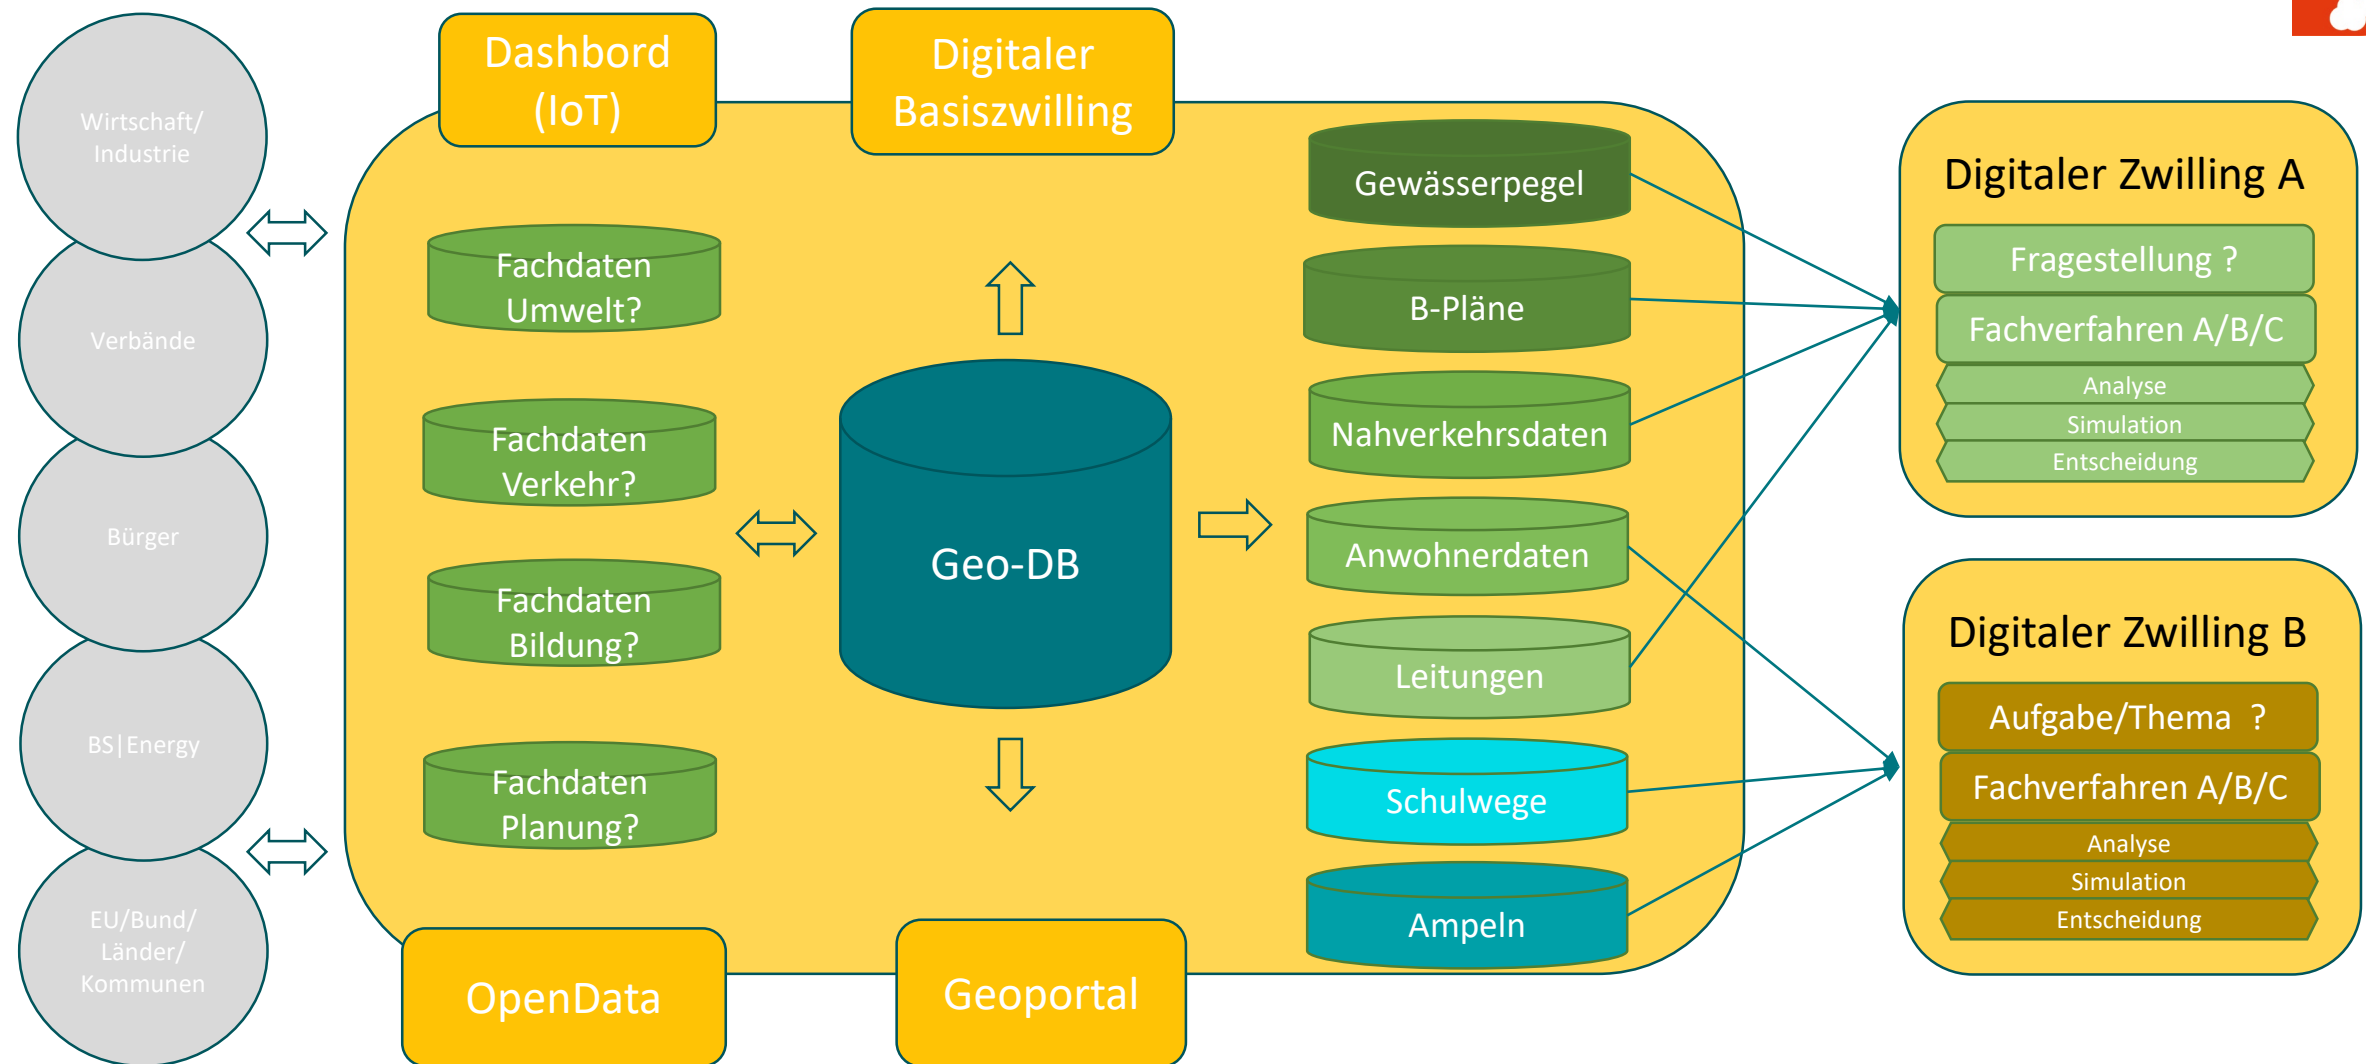 Wirtschaft/
Industrie
Verbände
Bürger
BS|Energy
EU/Bund/
Länder/
Kommunen
Dashbord
(IoT)
Digitaler
Basiszwilling
Fachdaten
Umwelt?
Fachdaten
Verkehr?
Fachdaten
Bildung?
Fachdaten
Planung?
Geo-DB
OpenData
Geoportal
Gewässerpegel
B-Pläne
Nahverkehrsdaten
Anwohnerdaten
Leitungen
Schulwege
Ampeln
Digitaler Zwilling A
Fragestellung ?
Fachverfahren A/B/C
Analyse
Simulation
Entscheidung
Digitaler Zwilling B
Aufgabe/Thema ?
Fachverfahren A/B/C
Analyse
Simulation
Entscheidung